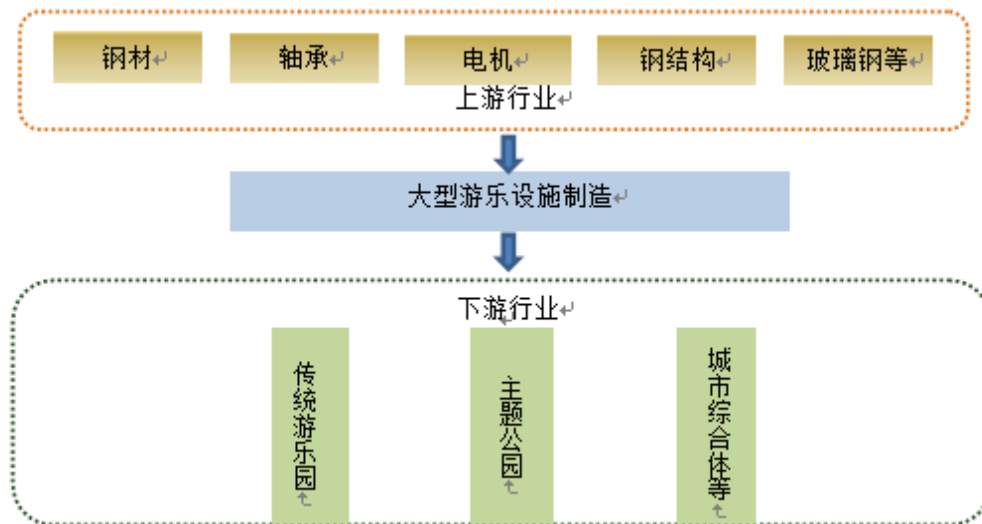 钢材
轴承
电机
钢结构
玻璃钢等
上游行业
大型游乐设施制造
下游行业
传统游乐园
主题公园
城市综合体等